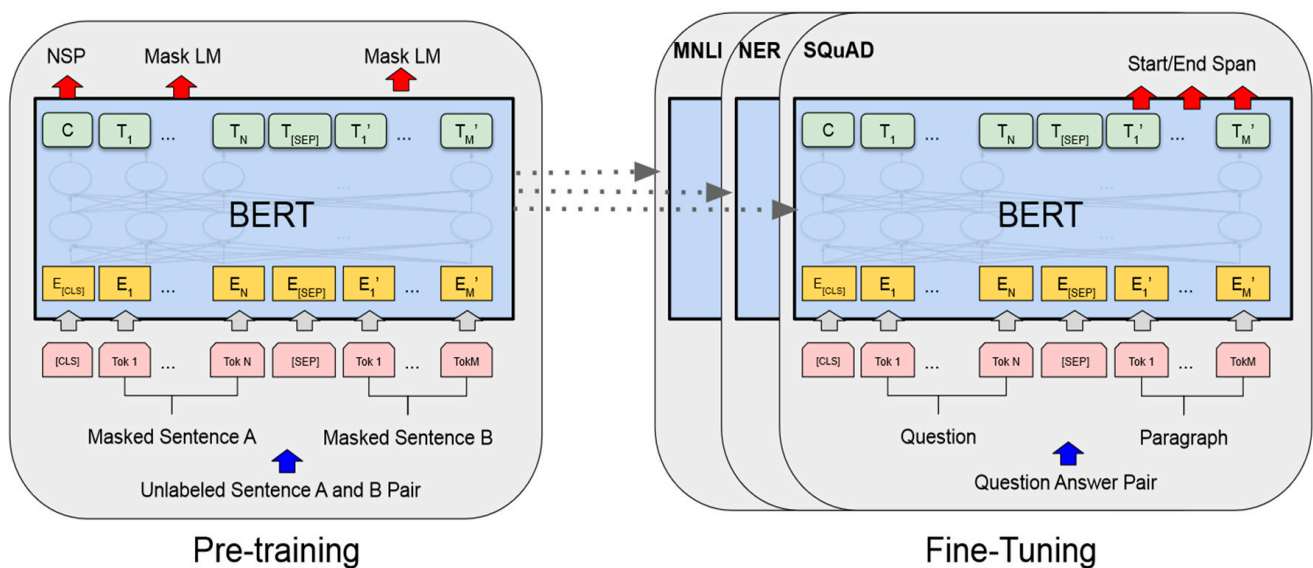 NSP Mask LM Mask LM
C T1 ... TN T[SEP] T1' ... TM'
...
BERT
...
E[CLS] E1 ... EN E[SEP] E1' ... EM'
[CLS] Tok 1 ... Tok N [SEP] Tok 1 ... TokM
Masked Sentence A Masked Sentence B
Unlabeled Sentence A and B Pair
Pre-training
MNLI NER SQuAD
Start/End Span
C T1 ... TN T[SEP] T1' ... TM'
...
BERT
...
E[CLS] E1 ... EN E[SEP] E1' ... EM'
[CLS] Tok 1 ... Tok N [SEP] Tok 1 ... TokM
Question Paragraph
Question Answer Pair
Fine-Tuning